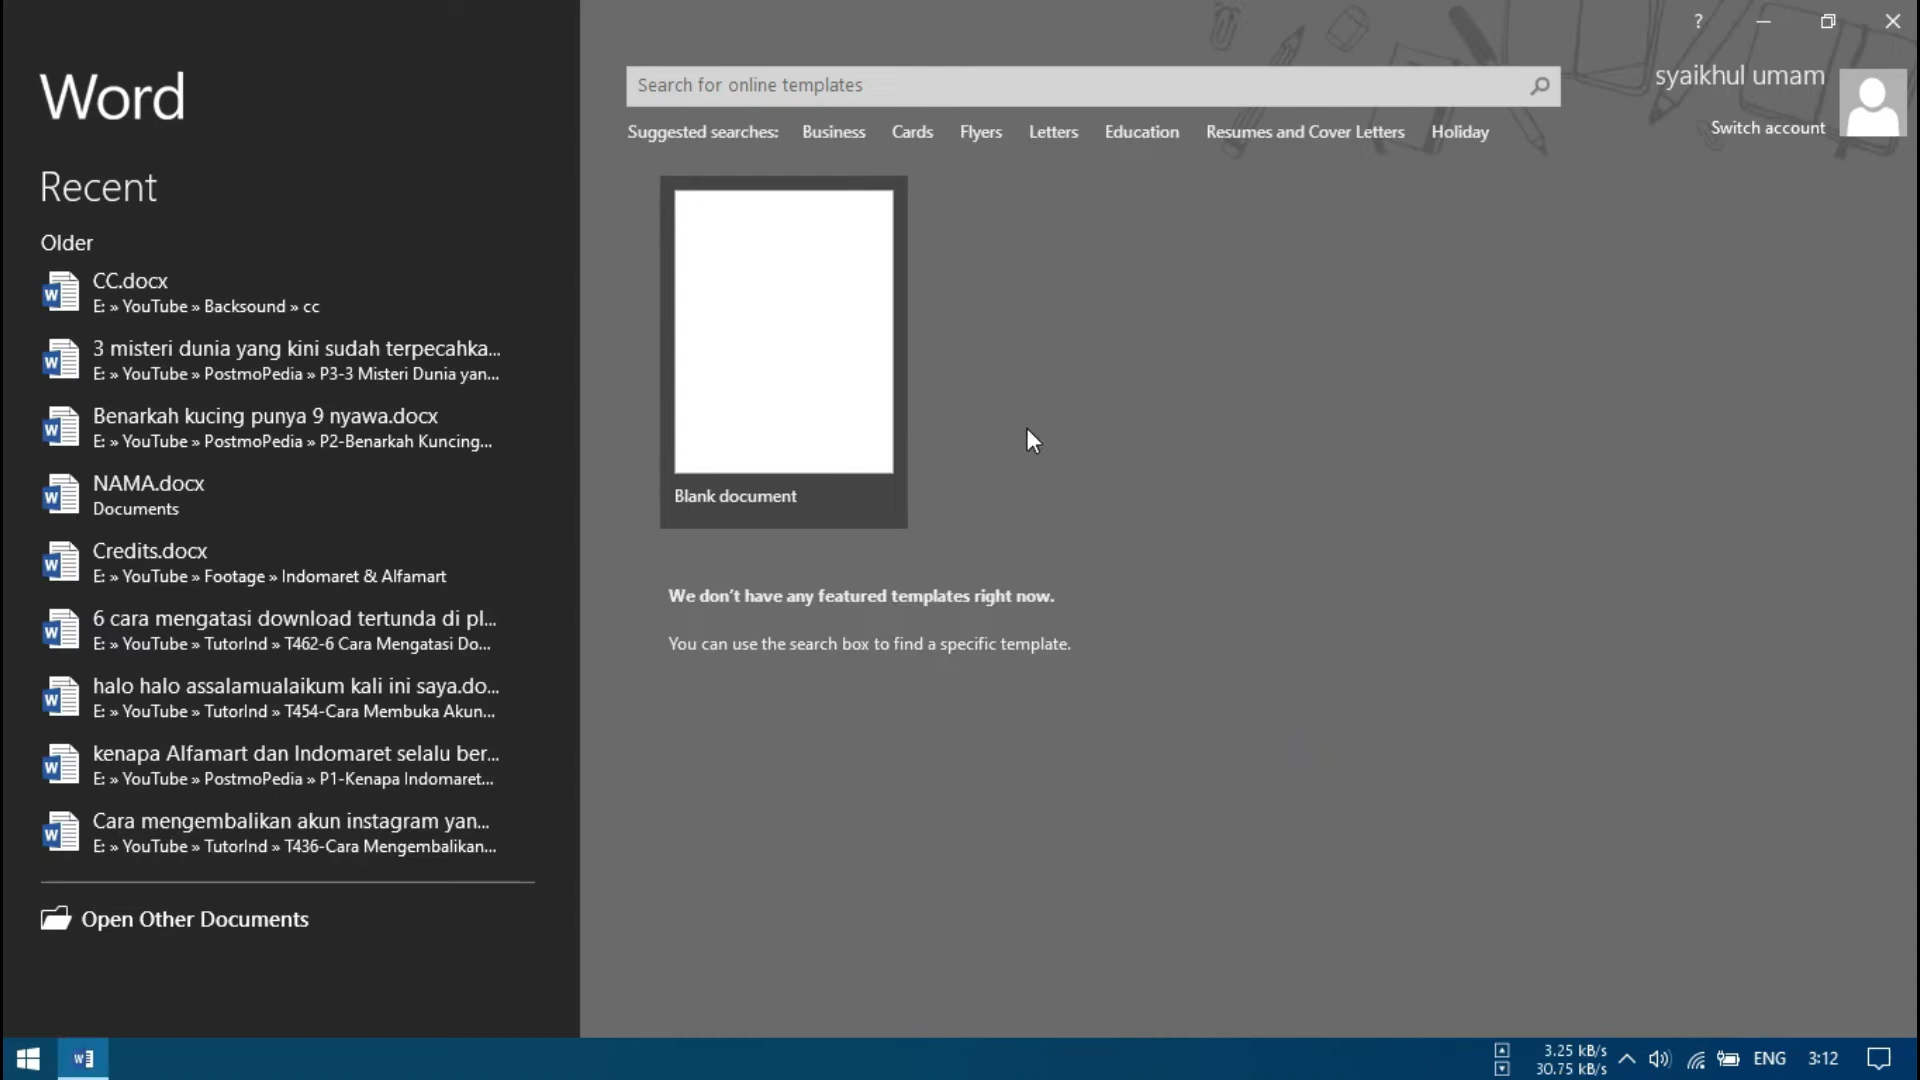 Word
Recent
Older
CC.docx
E: » YouTube » Backsound » cc
3 misteri dunia yang kini sudah terpecahka...
E: » YouTube » PostmoPedia » P3-3 Misteri Dunia yan...
Benarkah kucing punya 9 nyawa.docx
E: » YouTube » PostmoPedia » P2-Benarkah Kuncing...
NAMA.docx
Documents
Credits.docx
E: » YouTube » Footage » Indomaret & Alfamart
6 cara mengatasi download tertunda di pl...
E: » YouTube » TutorInd » T462-6 Cara Mengatasi Do...
halo halo assalamualaikum kali ini saya.do...
E: » YouTube » TutorInd » T454-Cara Membuka Akun...
kenapa Alfamart dan Indomaret selalu ber...
E: » YouTube » PostmoPedia » P1-Kenapa Indomaret...
Cara mengembalikan akun instagram yan...
E: » YouTube » TutorInd » T436-Cara Mengembalikan...
Open Other Documents
Search for online templates
Suggested searches: Business Cards Flyers Letters Education Resumes and Cover Letters Holiday
syaikhul umam
Switch account
Blank document
We don't have any featured templates right now.
You can use the search box to find a specific template.
3.25 kB/s
30.75 kB/s
ENG
3:12